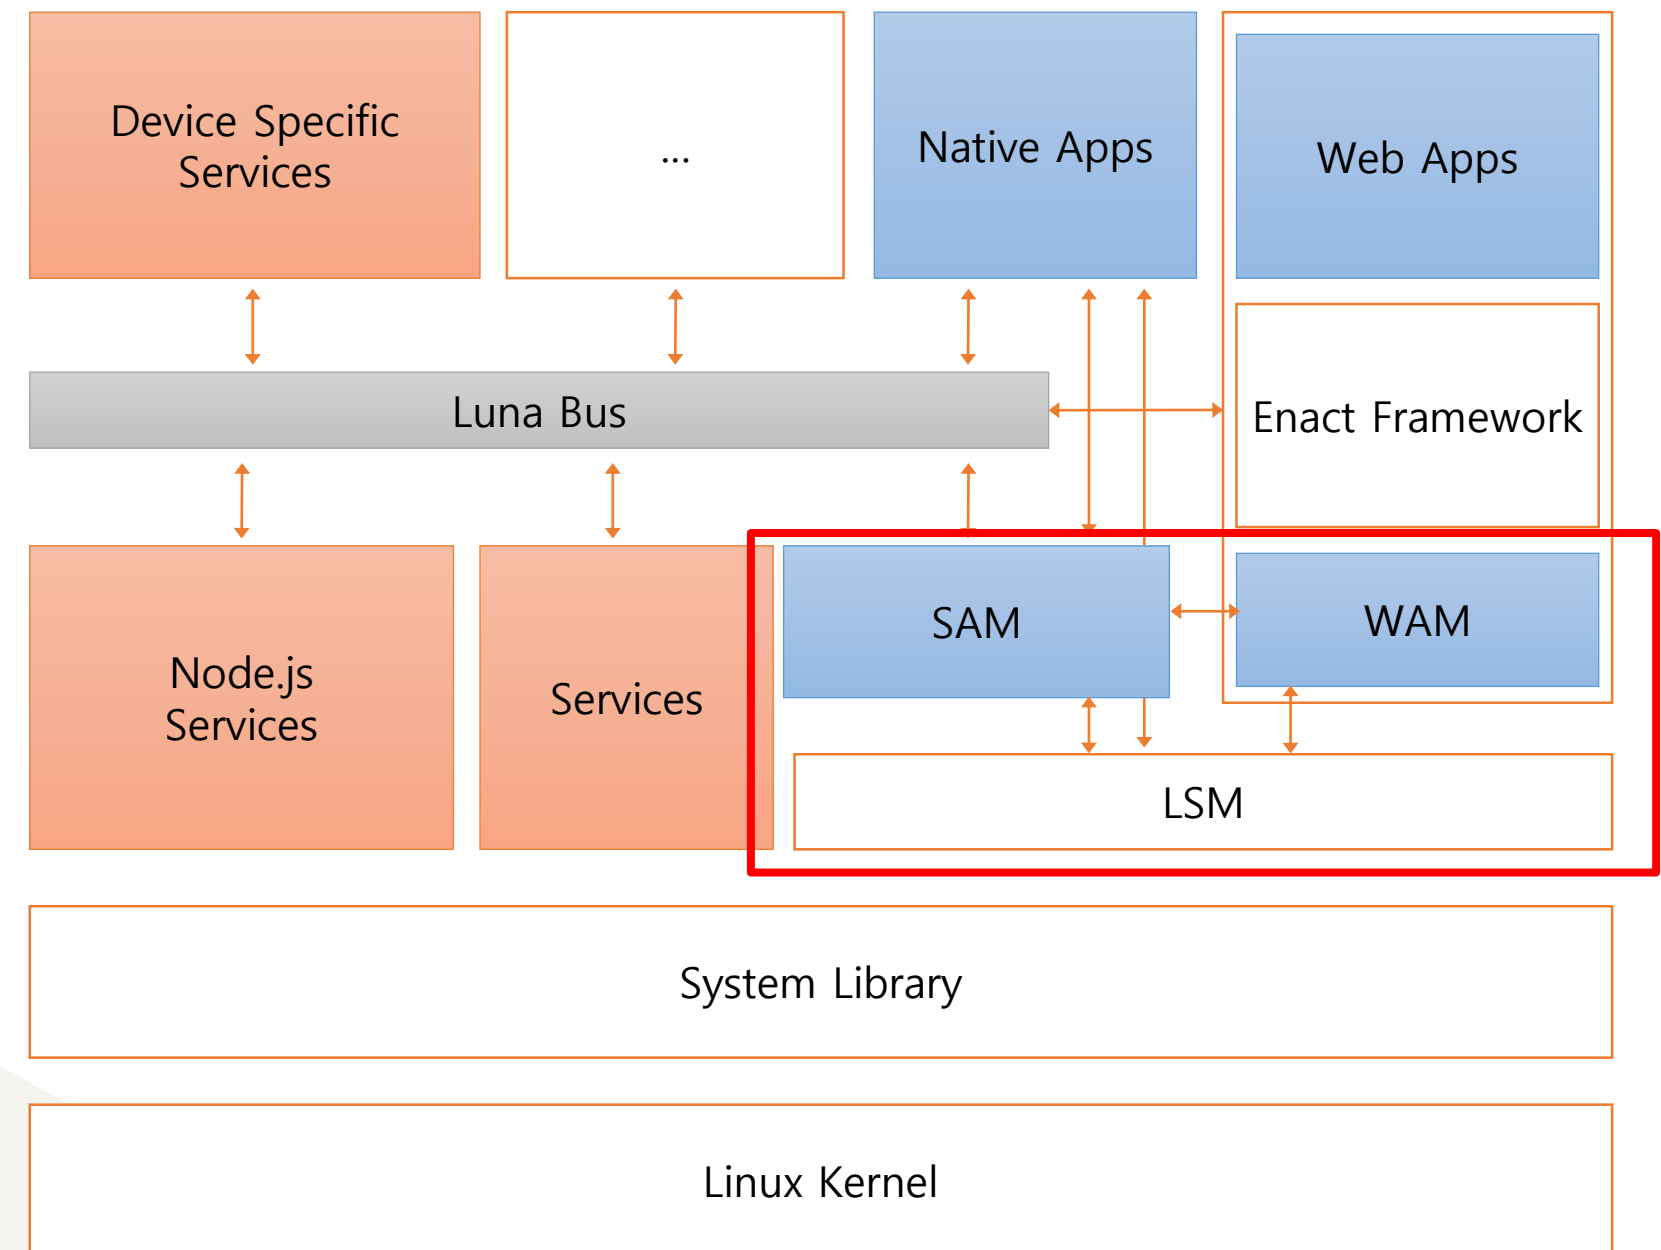 Device Specific
Services
...
Native Apps
Web Apps
Luna Bus
Enact Framework
Node.js
Services
Services
SAM
WAM
LSM
System Library
Linux Kernel